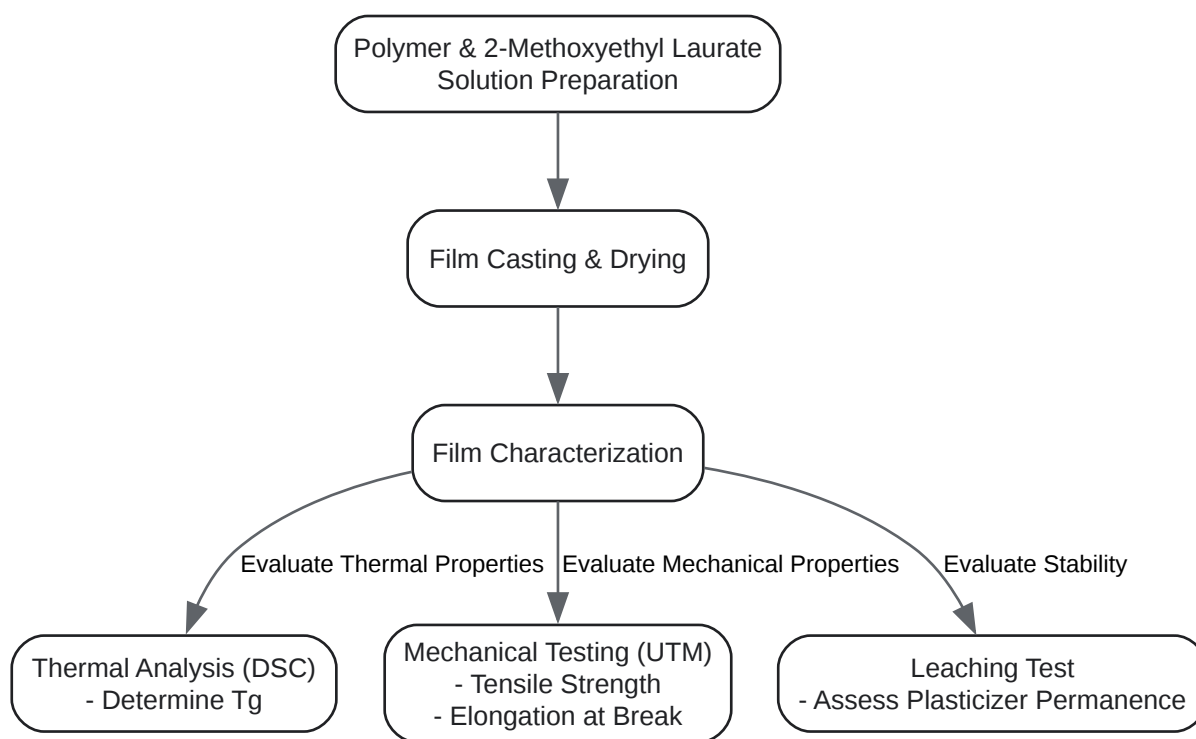 Polymer & 2-Methoxyethyl Laurate
Solution Preparation
Film Casting & Drying
Film Characterization
Evaluate Thermal Properties
Evaluate Mechanical Properties
Evaluate Stability
Thermal Analysis (DSC)
- Determine Tg
Mechanical Testing (UTM)
- Tensile Strength
- Elongation at Break
Leaching Test
- Assess Plasticizer Permanence